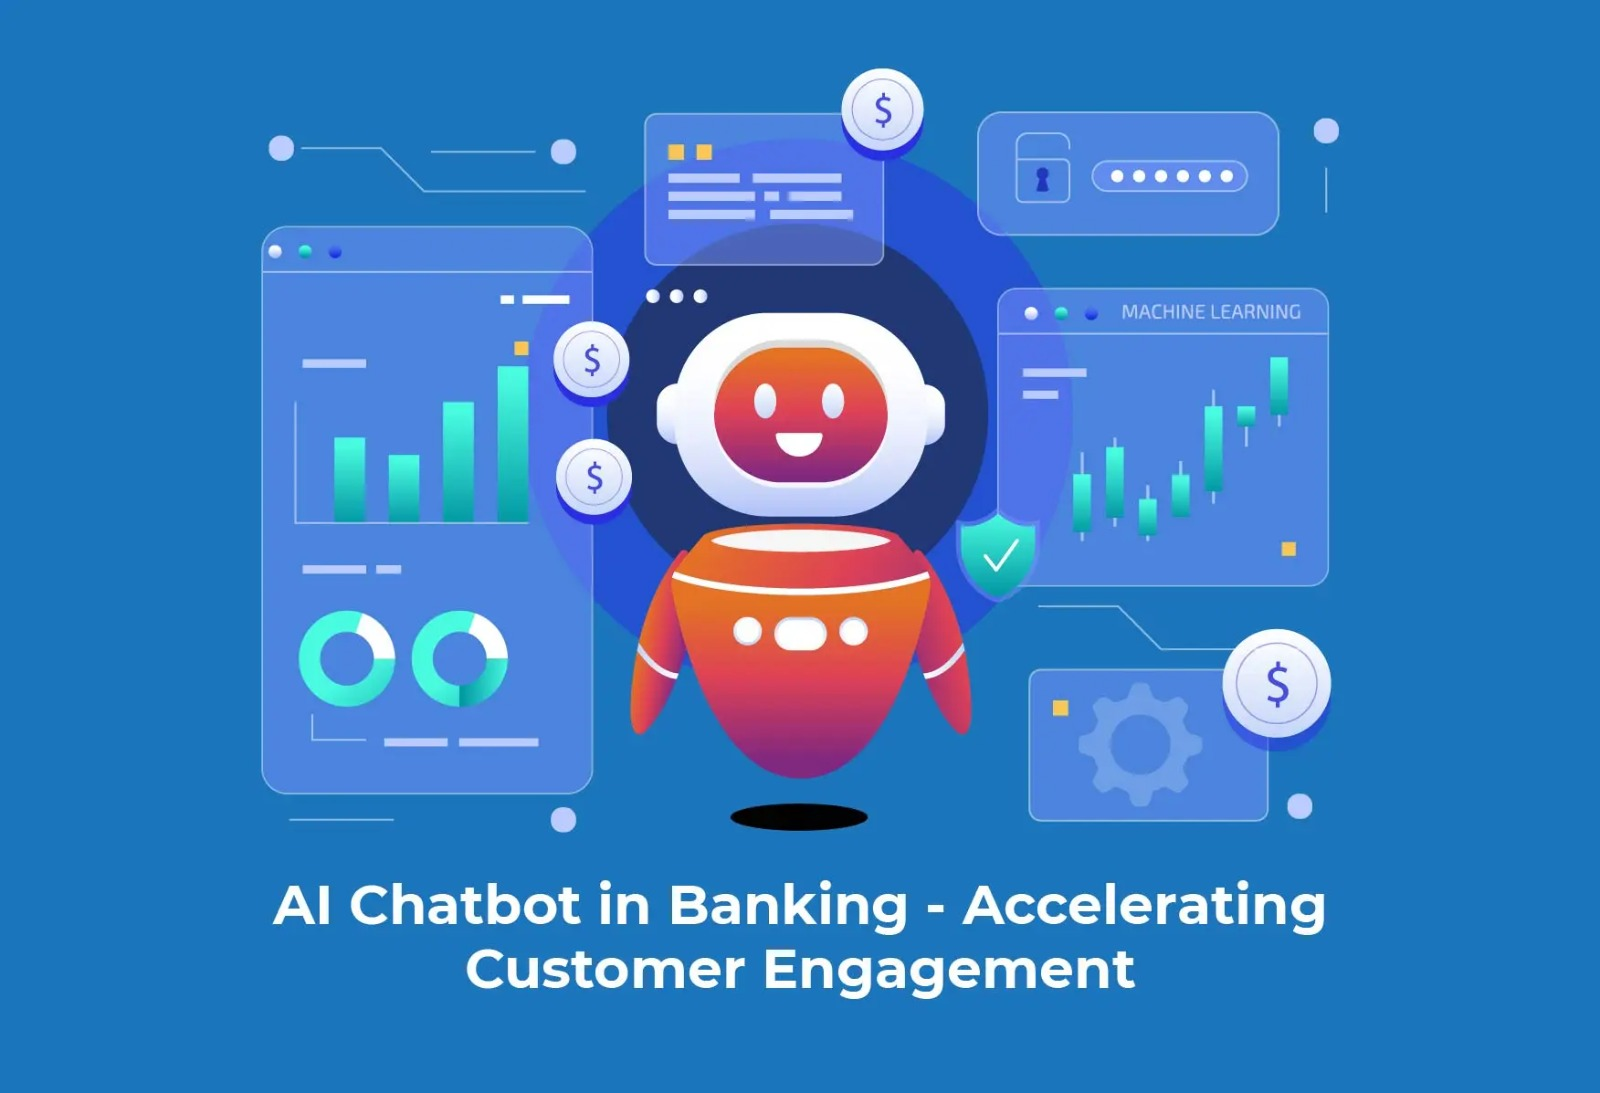 $
MACHINE LEARNING
$
$
$
AI Chatbot in Banking - Accelerating
Customer Engagement